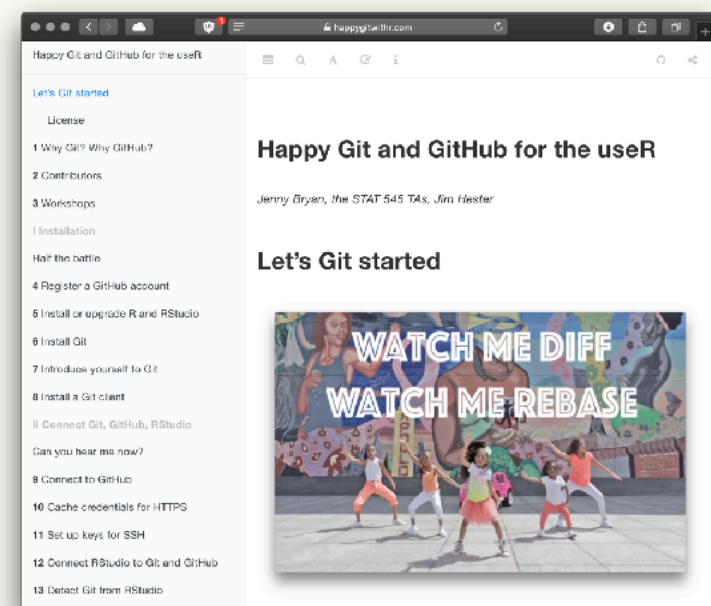 happygitwithr.com
1
Happy Git and GitHub for the useR
Let's Git started
License
1 Why Git? Why GitHub?
2 Contributors
3 Workshops
I Installation
Half the battle
4 Register a GitHub account
5 Install or upgrade R and RStudio
6 Install Git
7 Introduce yourself to Git
8 Install a Git client
II Connect Git, GitHub, RStudio
Can you hear me now?
9 Connect to GitHub
10 Cache credentials for HTTPS
11 Set up keys for SSH
12 Connect RStudio to Git and GitHub
13 Detect Git from RStudio
Happy Git and GitHub for the useR
Jenny Bryan, the STAT 545 TAs, Jim Hester
Let's Git started
WATCH ME DIFF
WATCH ME REBASE